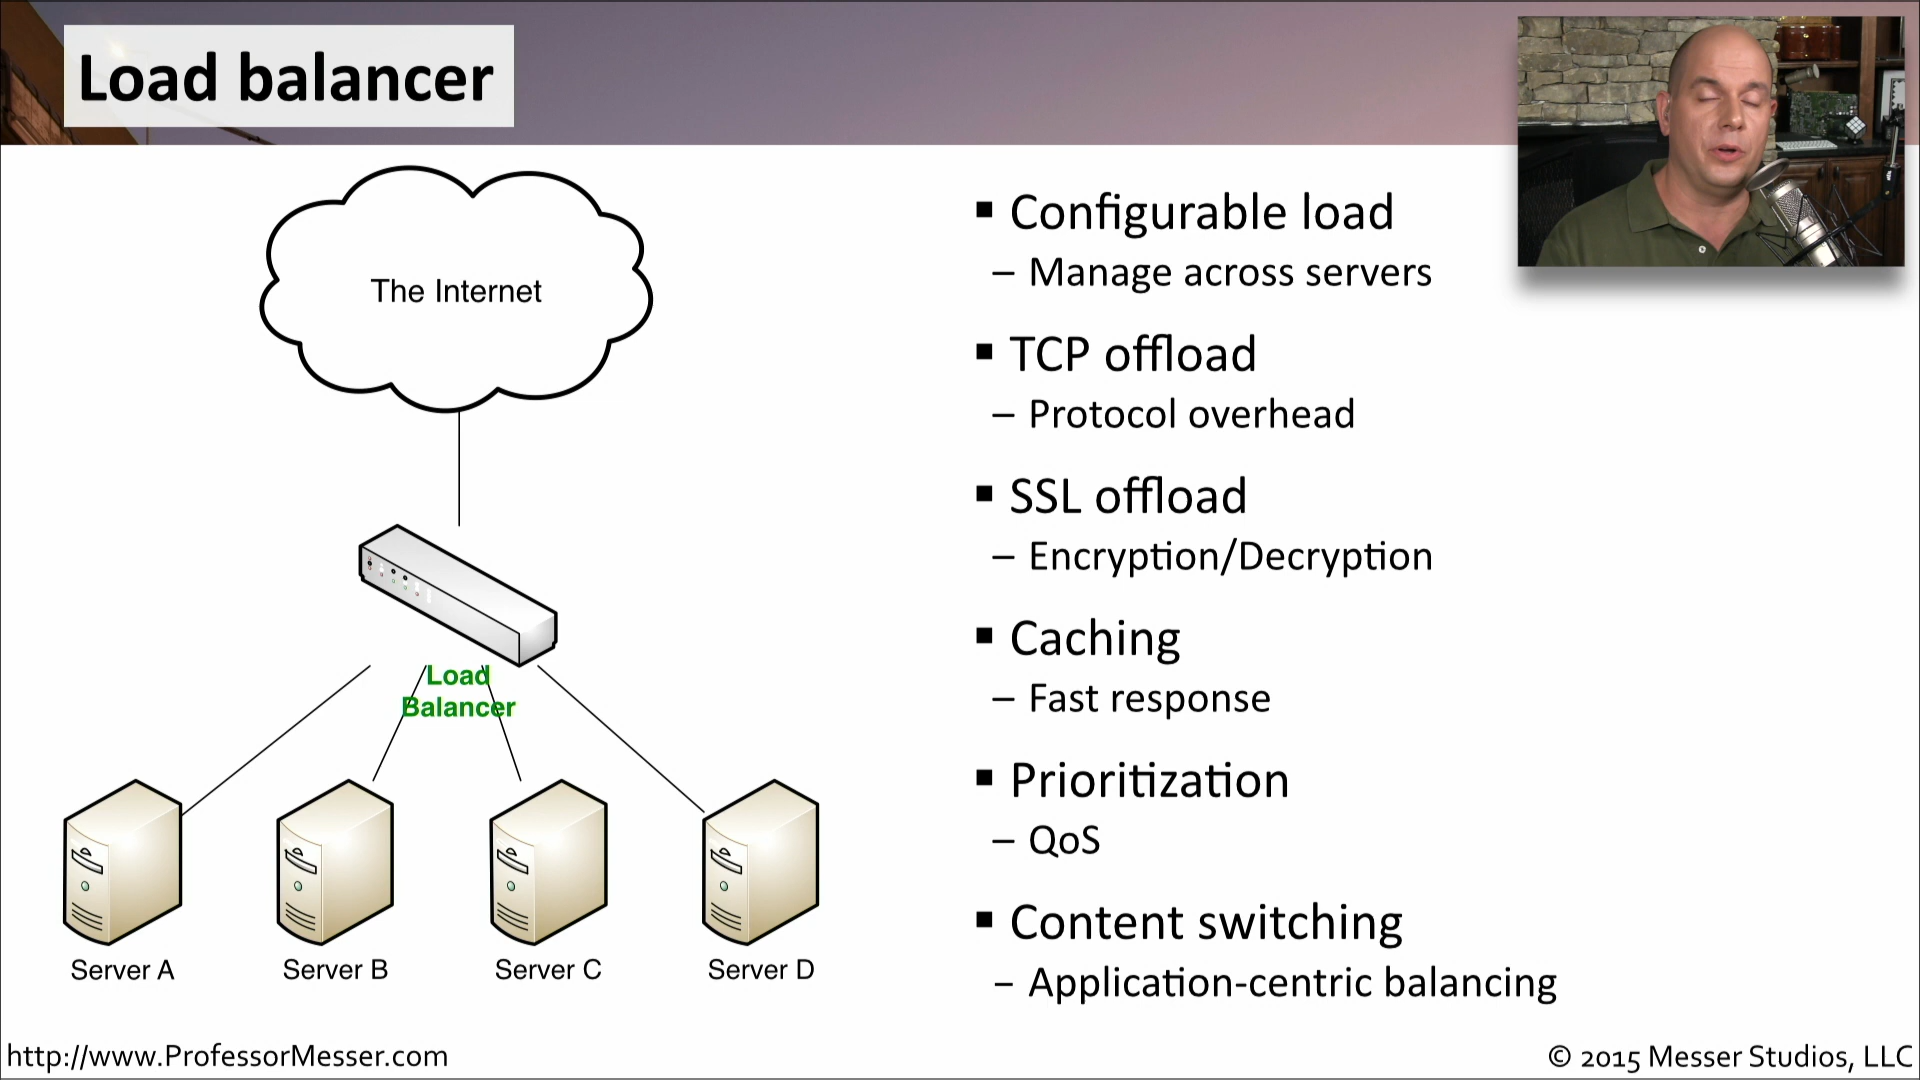 Load balancer
The Internet
Load
Balancer
Server A
Server B
Server C
Server D
▪ Configurable load
– Manage across servers
▪ TCP offload
– Protocol overhead
▪ SSL offload
– Encryption/Decryption
▪ Caching
– Fast response
▪ Prioritization
– QoS
▪ Content switching
– Application-centric balancing
http://www.ProfessorMesser.com
© 2015 Messer Studios, LLC